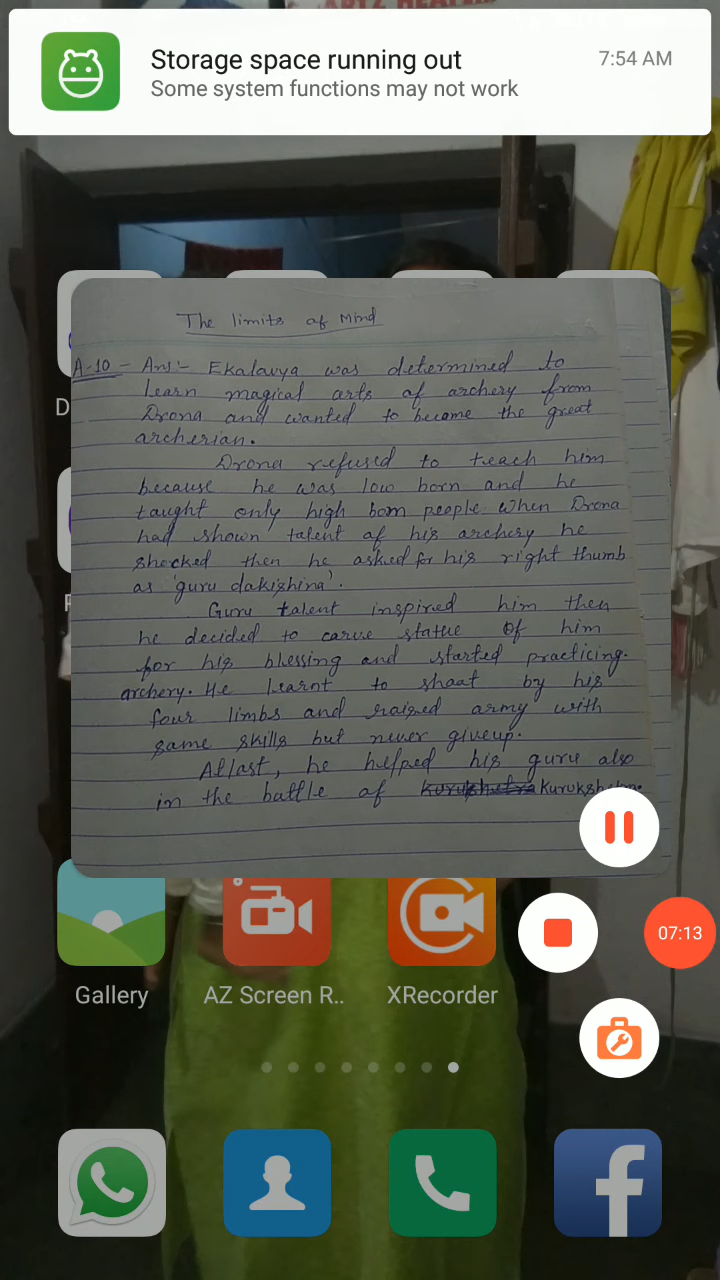 Storage space running out
7:54 AM
Some system functions may not work
The limits of Mind
A-10 - Ans:- Ekalavya was determined to
learn magical arts of archery from
Drona and wanted to become the great
archerian.
Drona refused to teach him
because he was low born and he
taught only high born people. When Drona
had shown talent of his archery he
shocked then he asked for his right thumb
as 'guru dakishina'.
Guru talent inspired him then
he decided to carve statue of him
for his blessing and started practicing.
archery. He learnt to shoot by his
four limbs and raised army with
same skills but never giveup.
Atlast, he helped his guru also
in the battle of kurukshetra Kurukshetra.
07:13
Gallery
AZ Screen R..
XRecorder